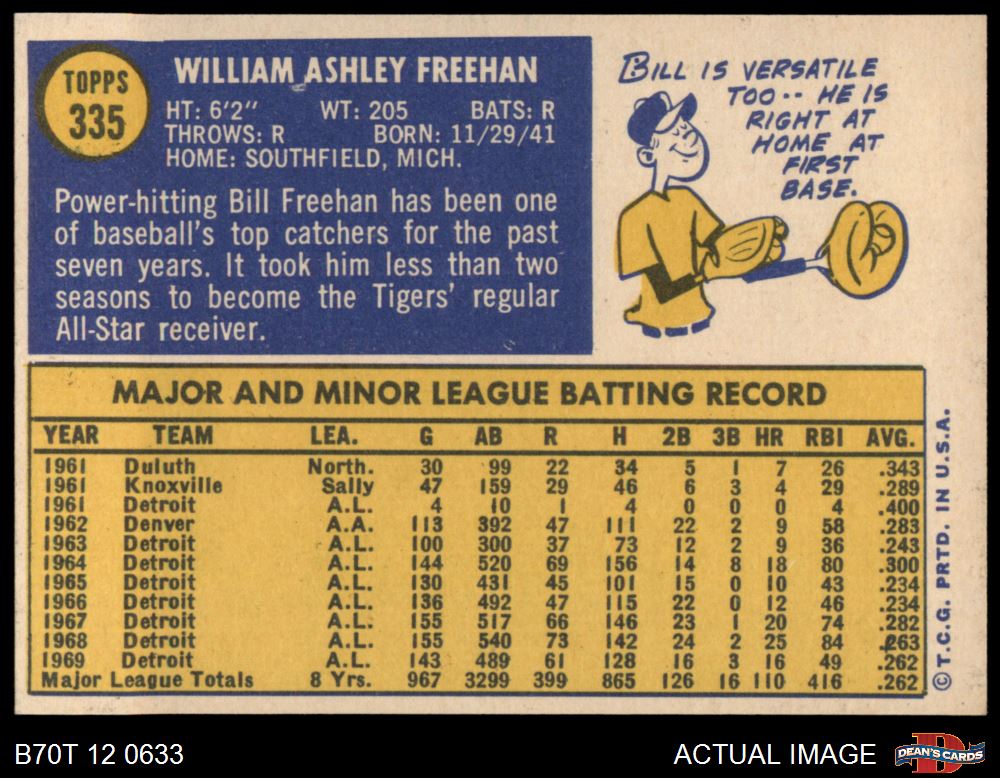 TOPPS
335
WILLIAM ASHLEY FREEHAN
HT: 6'2" WT: 205 BATS: R
THROWS: R BORN: 11/29/41
HOME: SOUTHFIELD, MICH.
Power-hitting Bill Freehan has been one
of baseball's top catchers for the past
seven years. It took him less than two
seasons to become the Tigers' regular
All-Star receiver.
BILL IS VERSATILE
TOO-- HE IS
RIGHT AT
HOME AT
FIRST
BASE.
MAJOR AND MINOR LEAGUE BATTING RECORD
YEAR TEAM LEA. G AB R H 2B 3B HR RBI AVG.
1961 Duluth North. 30 99 22 34 5 1 7 26 .343
1961 Knoxville Sally 47 159 29 46 6 3 4 29 .289
1961 Detroit A.L. 4 10 1 4 0 0 0 4 .400
1962 Denver A.A. 113 392 47 111 22 2 9 58 .283
1963 Detroit A.L. 100 300 37 73 12 2 9 36 .243
1964 Detroit A.L. 144 520 69 156 14 8 18 80 .300
1965 Detroit A.L. 130 431 45 101 15 0 10 43 .234
1966 Detroit A.L. 136 492 47 115 22 0 12 46 .234
1967 Detroit A.L. 155 517 66 146 23 1 20 74 .282
1968 Detroit A.L. 155 540 73 142 24 2 25 84 .263
1969 Detroit A.L. 143 489 61 128 16 3 16 49 .262
Major League Totals 8 Yrs. 967 3299 399 865 126 16 110 416 .262
©T.C.G. PRTD. IN U.S.A.
B70T 12 0633
ACTUAL IMAGE
DEAN'S CARDS